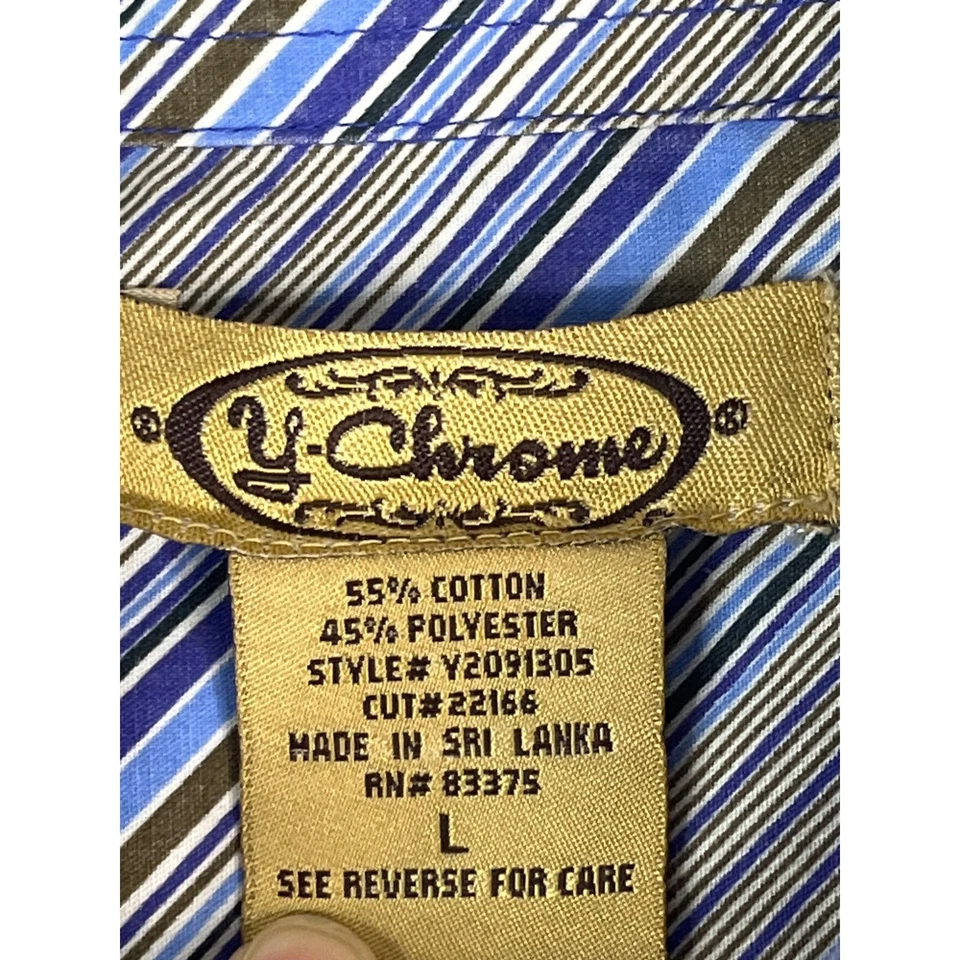 ® Y-Chrome ®
55% COTTON
45% POLYESTER
STYLE# Y2091305
CUT#22166
MADE IN SRI LANKA
RN# 83375
L
SEE REVERSE FOR CARE